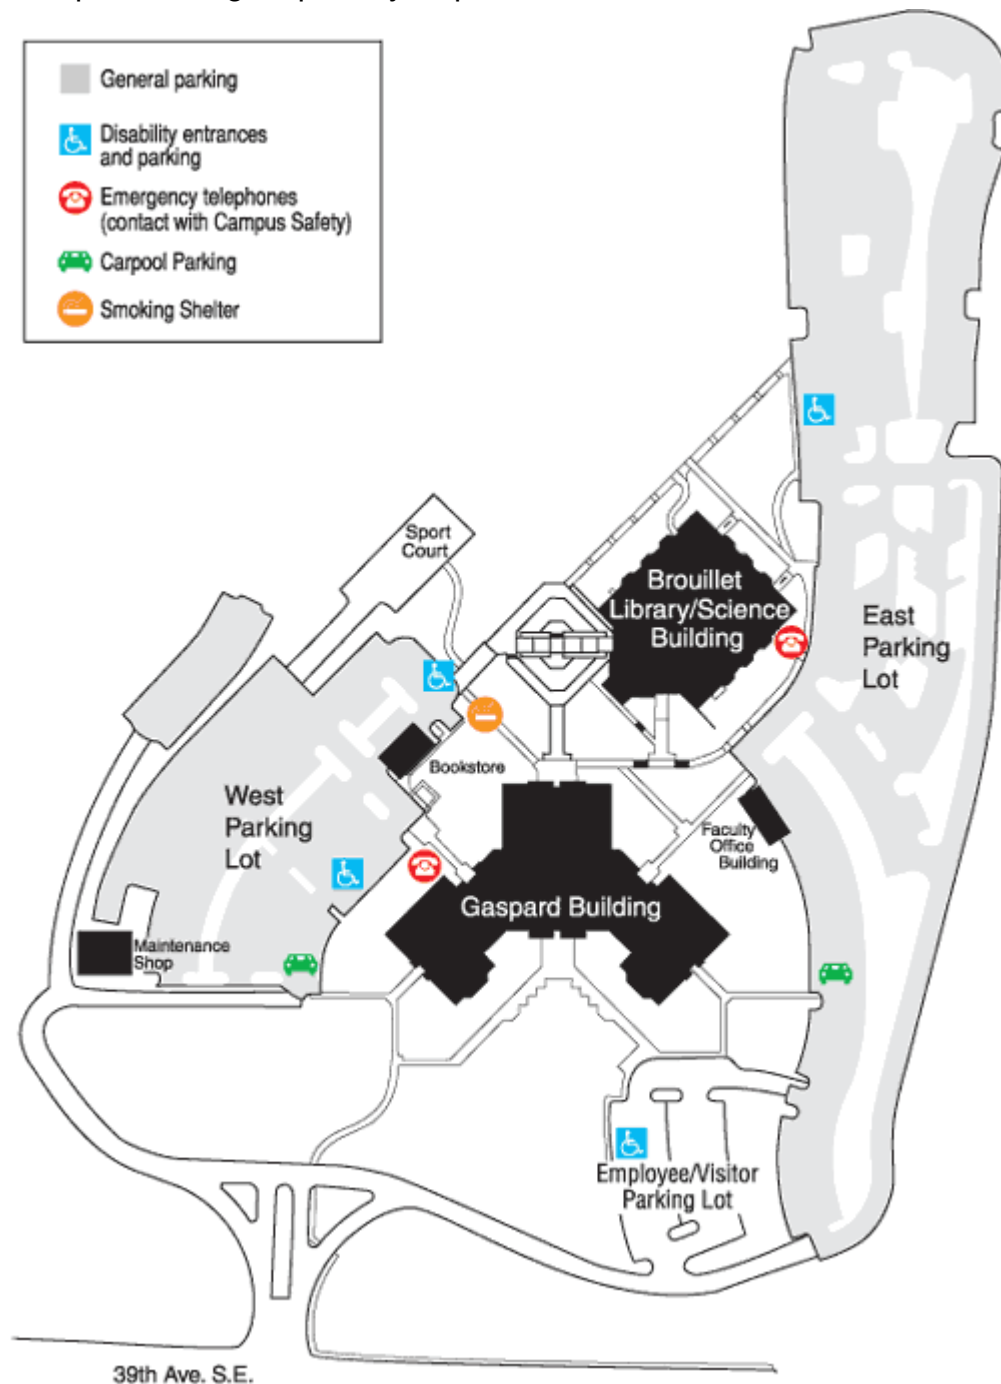 General parking
Disability entrances
and parking
Emergency telephones
(contact with Campus Safety)
Carpool Parking
Smoking Shelter
Sport
Court
Brouillet
Library/Science
Building
East
Parking
Lot
Bookstore
West
Parking
Lot
Faculty
Office
Building
Gaspard Building
Maintenance
Shop
Employee/Visitor
Parking Lot
39th Ave. S.E.